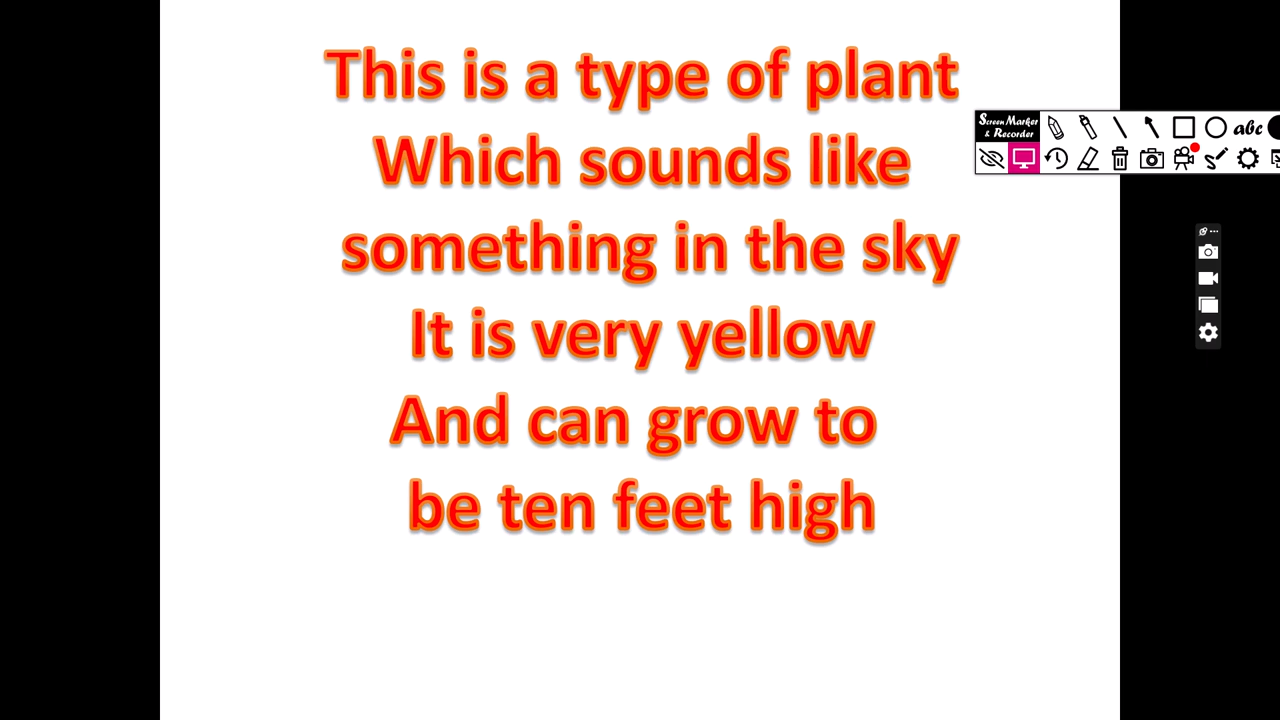 This is a type of plant
Which sounds like
something in the sky
It is very yellow
And can grow to
be ten feet high
Screen Marker
& Recorder
abc